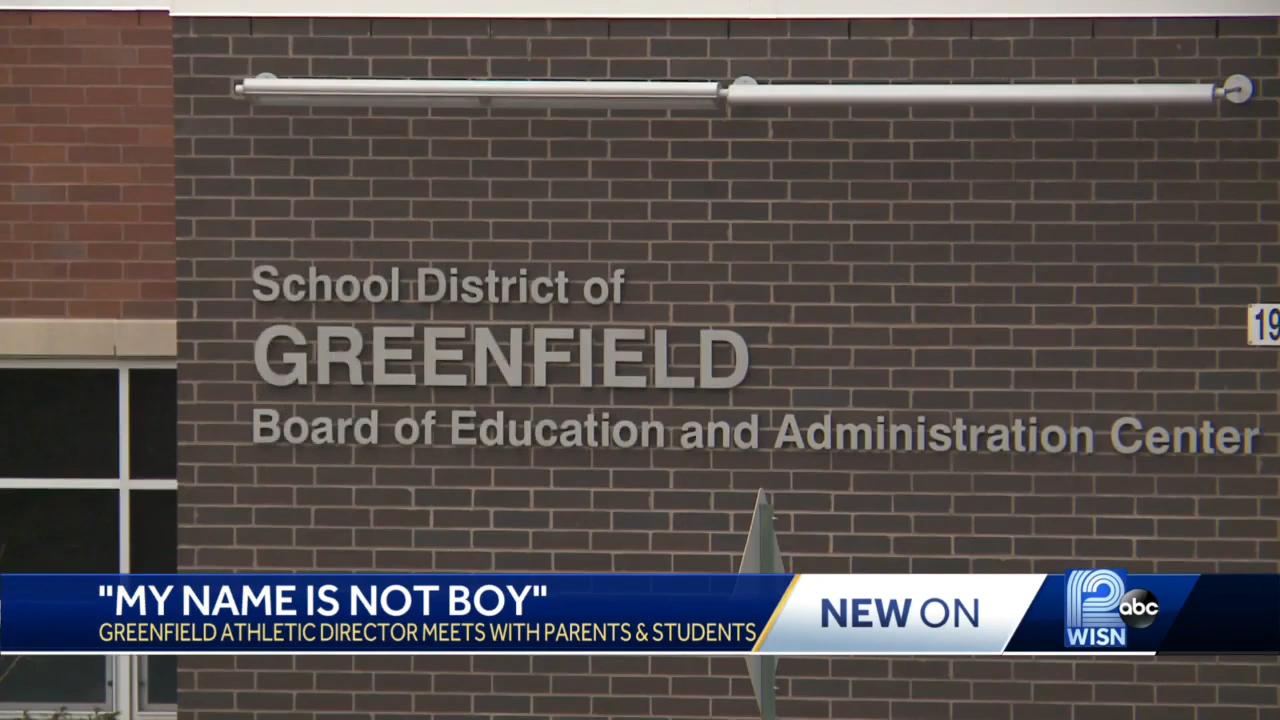 School District of
GREENFIELD
Board of Education and Administration Center
19
"MY NAME IS NOT BOY"
GREENFIELD ATHLETIC DIRECTOR MEETS WITH PARENTS & STUDENTS
NEW ON
2
abc
WISN